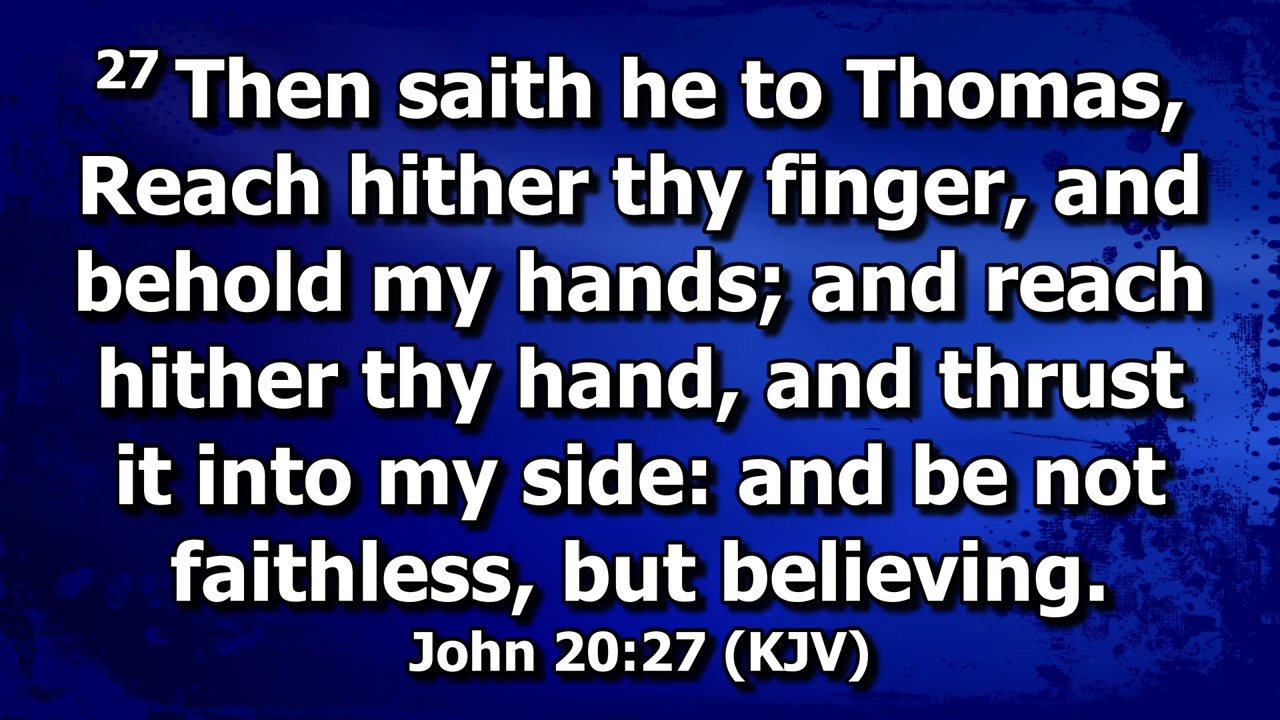 27 Then saith he to Thomas,
Reach hither thy finger, and
behold my hands; and reach
hither thy hand, and thrust
it into my side: and be not
faithless, but believing.
John 20:27 (KJV)